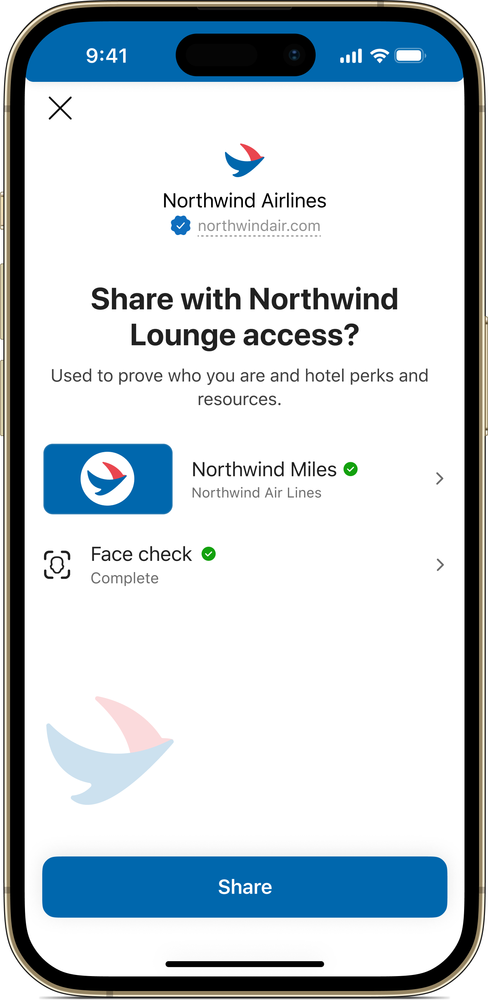 9:41
Northwind Airlines
northwindair.com
Share with Northwind
Lounge access?
Used to prove who you are and hotel perks and
resources.
Northwind Miles
Northwind Air Lines
Face check
Complete
Share